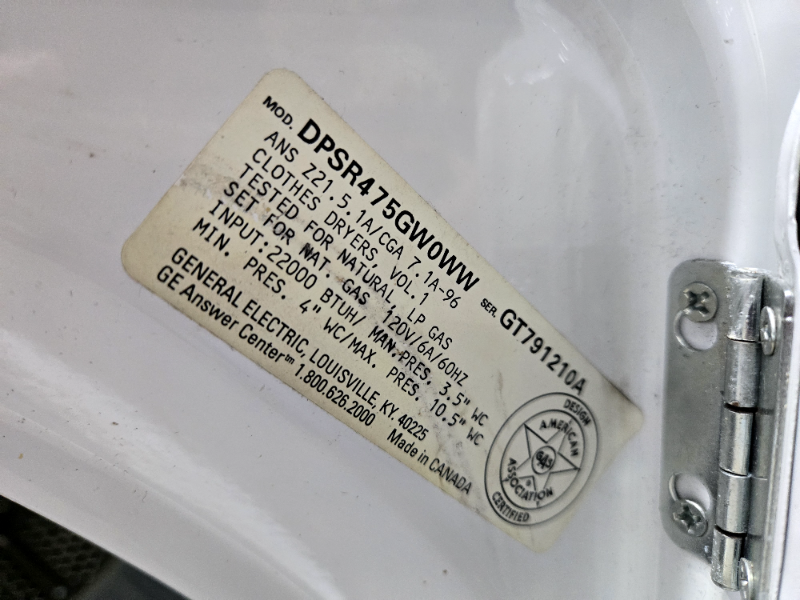 MOD. DPSR475GW0WW SER. GT791210A
ANS Z21.5.1A/CGA 7.1A-96
CLOTHES DRYERS, VOL.1
TESTED FOR NATURAL, LP GAS
SET FOR NAT. GAS 120V/6A/60HZ
INPUT:22000 BTUH/ MAN.PRES. 3.5" WC
MIN. PRES. 4" WC/MAX. PRES. 10.5" WC
GENERAL ELECTRIC, LOUISVILLE, KY. 40225
GE Answer Center℠ 1.800.626.2000 Made in CANADA
DESIGN
AMERICAN
GAS
ASSOCIATION
CERTIFIED